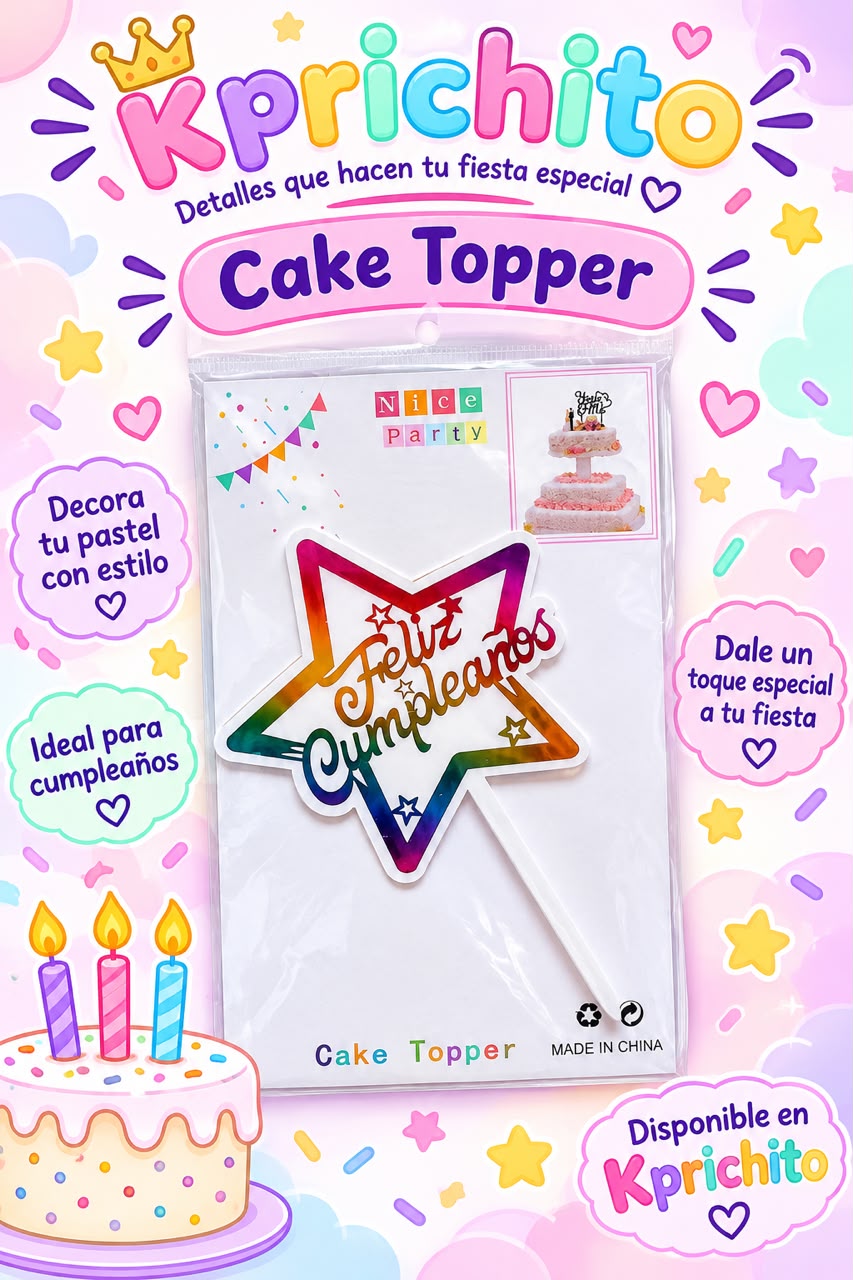 Kprichito
Detalles que hacen tu fiesta especial
Cake Topper
Nice
Party
Decora
tu pastel
con estilo
Feliz
Cumpleaños
Dale un
toque especial
a tu fiesta
Ideal para
cumpleaños
Cake Topper
MADE IN CHINA
Disponible en
Kprichito